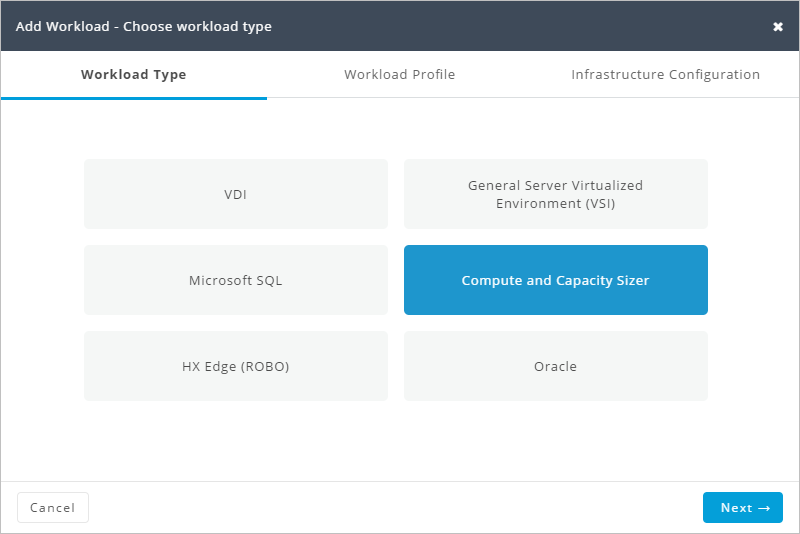 Add Workload - Choose workload type
✖
Workload Type
Workload Profile
Infrastructure Configuration
VDI
General Server Virtualized
Environment (VSI)
Microsoft SQL
Compute and Capacity Sizer
HX Edge (ROBO)
Oracle
Cancel
Next →